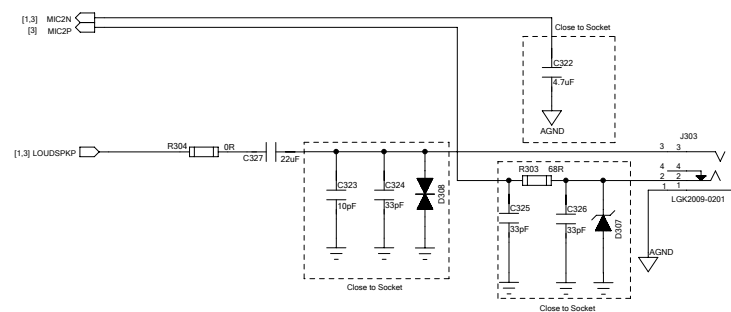 [1,3] MIC2N
[3] MIC2P
Close to Socket
C322
4.7uF
AGND
[1,3] LOUDSPKP
R304 0R
C327 22uF
J303
3 3
4 4
2 2
1 1
LGK2009-0201
R303 68R
C323
10pF
C324
33pF
D308
C325
33pF
C326
33pF
D307
AGND
Close to Socket
Close to Socket